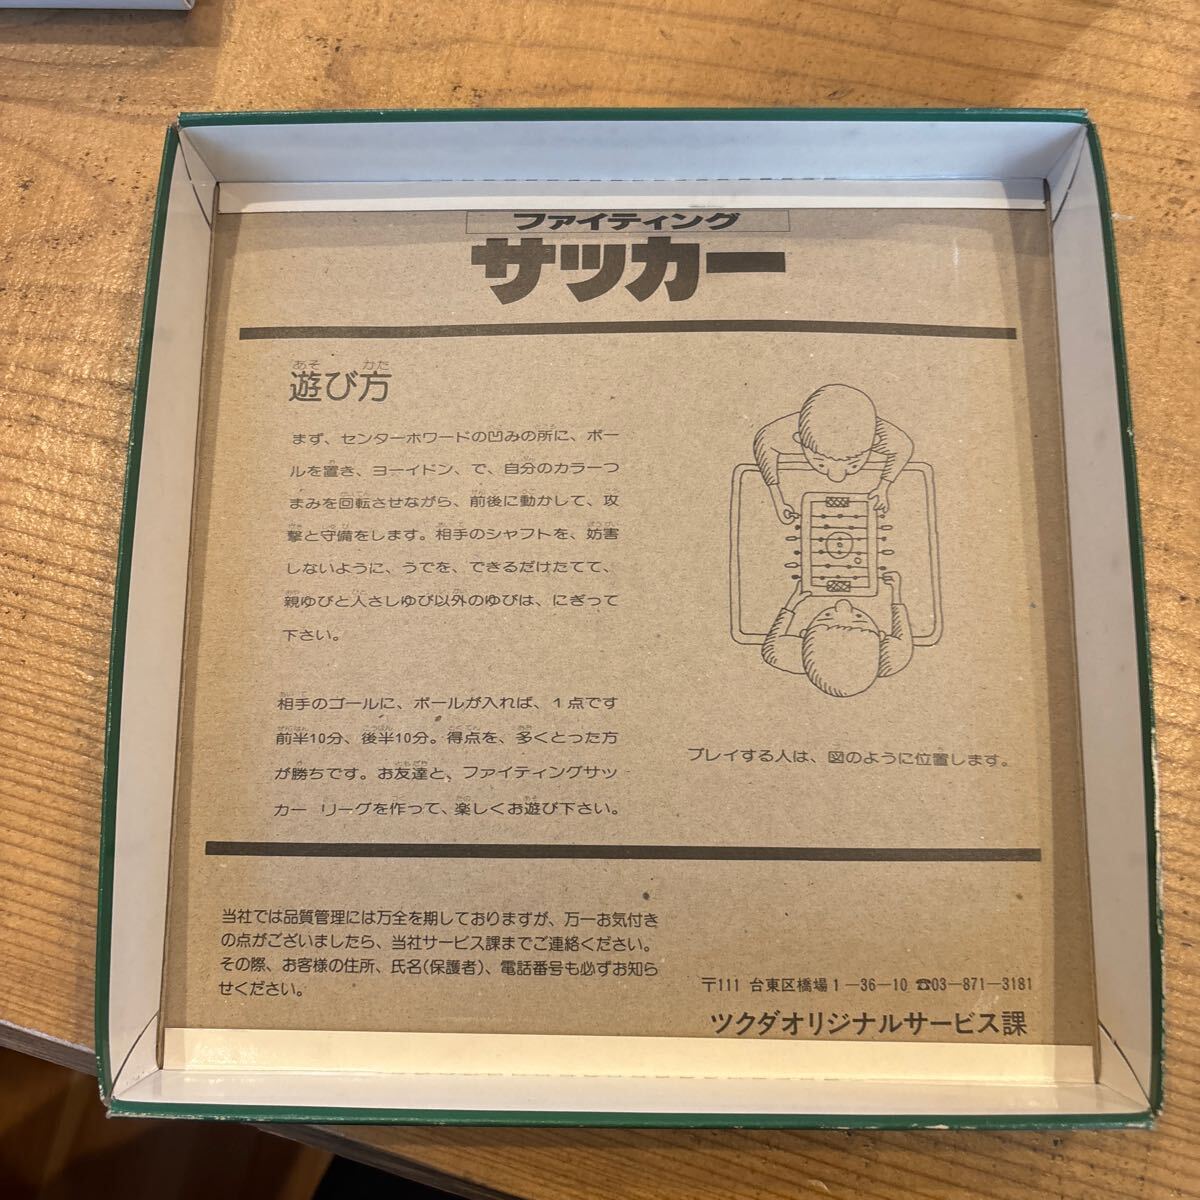 ファイティング
サッカー
遊び方
まず、センターホワードの凹みの所に、ボー
ルを置き、ヨーイドン、で、自分のカラーつ
まみを回転させながら、前後に動かして、攻
撃と守備をします。相手のシャフトを、妨害
しないように、うでを、できるだけたてて、
親ゆびと人さしゆび以外のゆびは、にぎって
下さい。
相手のゴールに、ボールが入れば、1点です
前半10分、後半10分。得点を、多くとった方
が勝ちです。お友達と、ファイティングサッ
カー リーグを作って、楽しくお遊び下さい。
プレイする人は、図のように位置します。
当社では品質管理には万全を期しておりますが、万一お気付き
の点がございましたら、当社サービス課までご連絡ください。
その際、お客様の住所、氏名(保護者)、電話番号も必ずお知ら
せください。
〒111 台東区橋場1-36-10 ☎03-871-3181
ツクダオリジナルサービス課